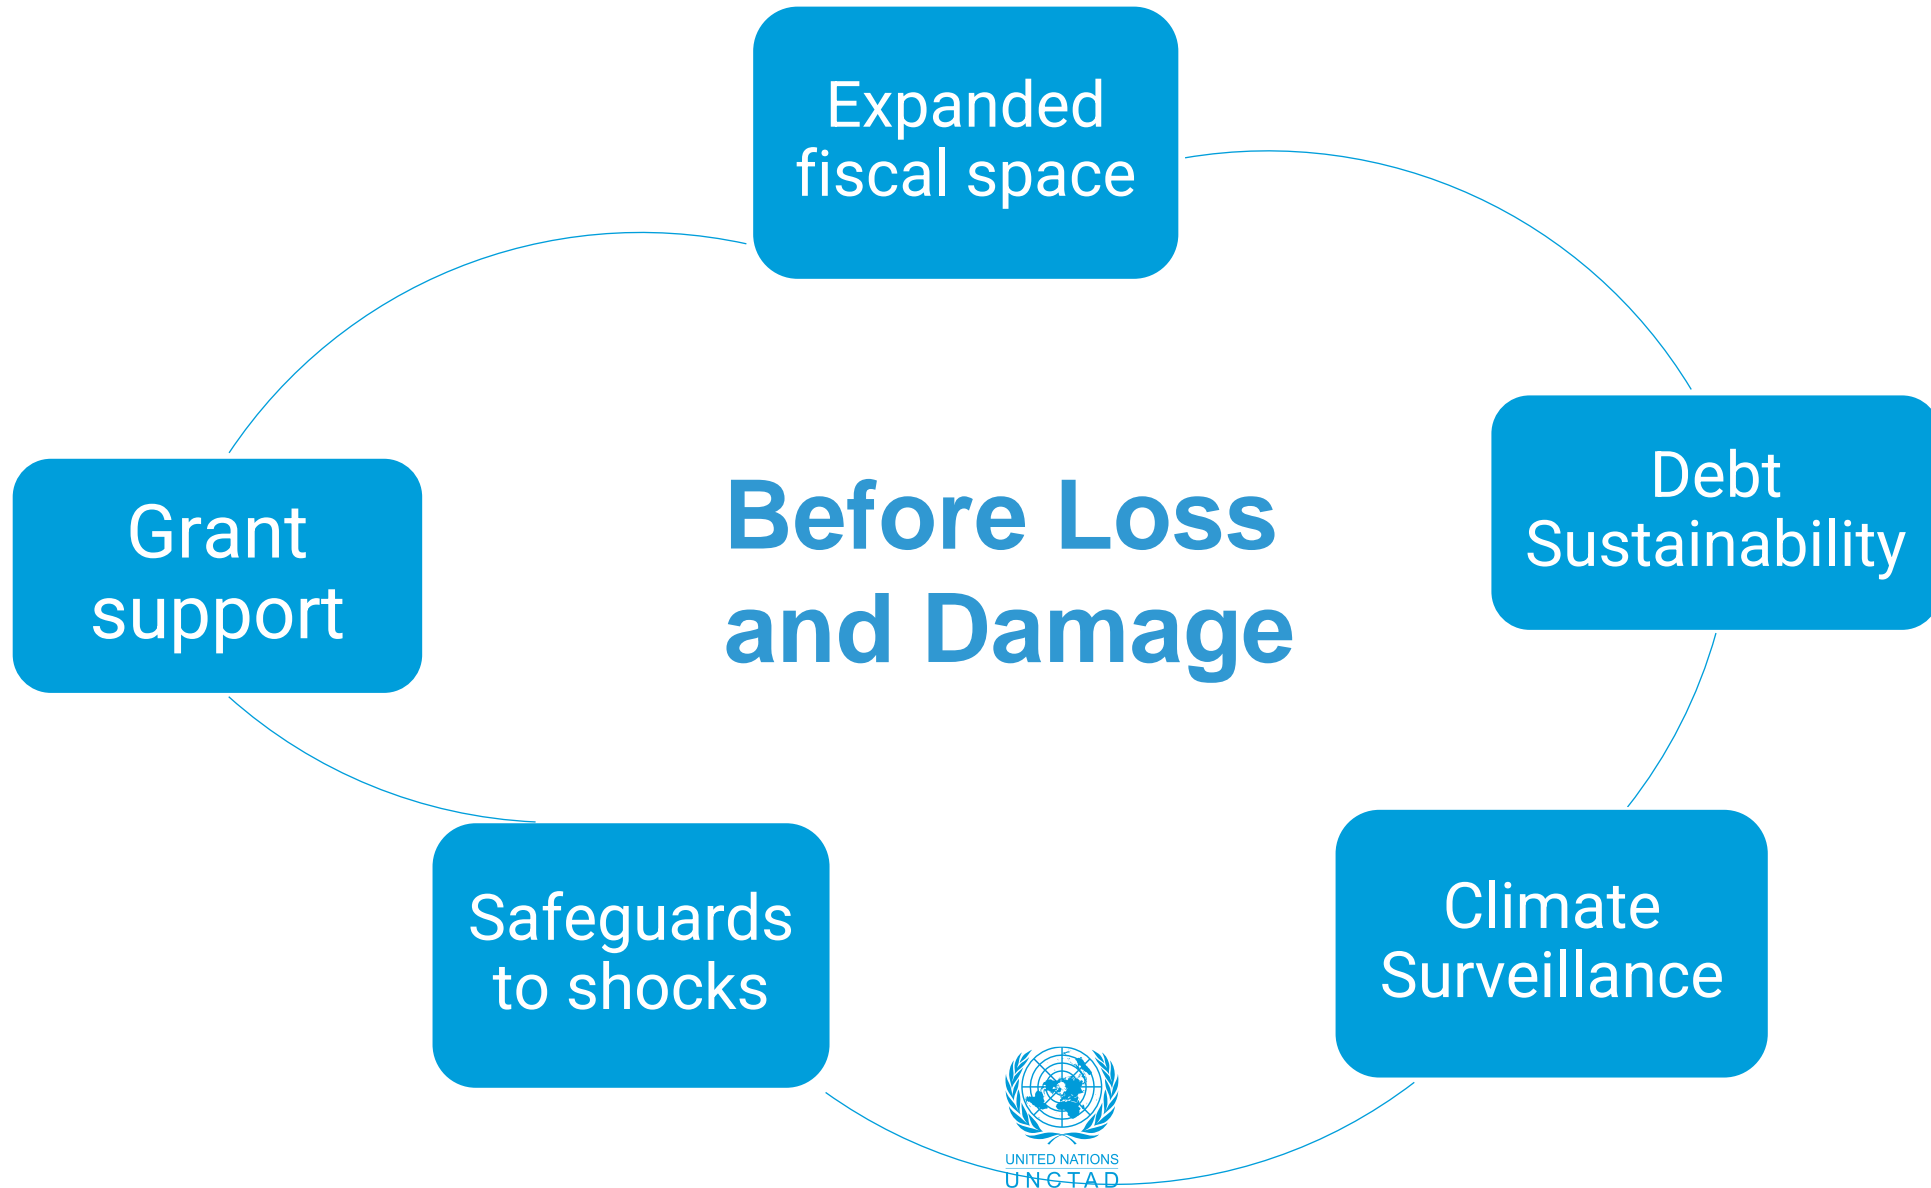 Expanded
fiscal space
Debt
Sustainability
Climate
Surveillance
Safeguards
to shocks
Grant
support
Before Loss
and Damage
UNITED NATIONS
UNCTAD